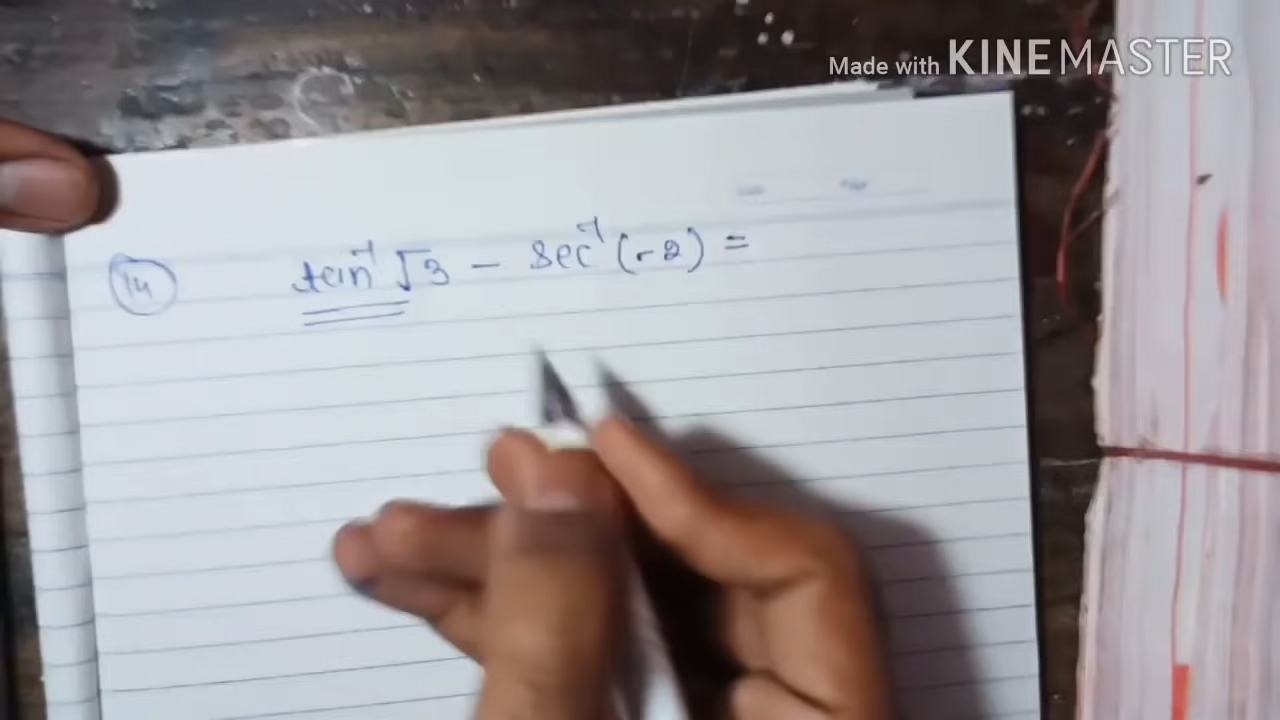 Made with KINEMASTER
14 tan⁻¹ √3 – sec⁻¹ (-2) =